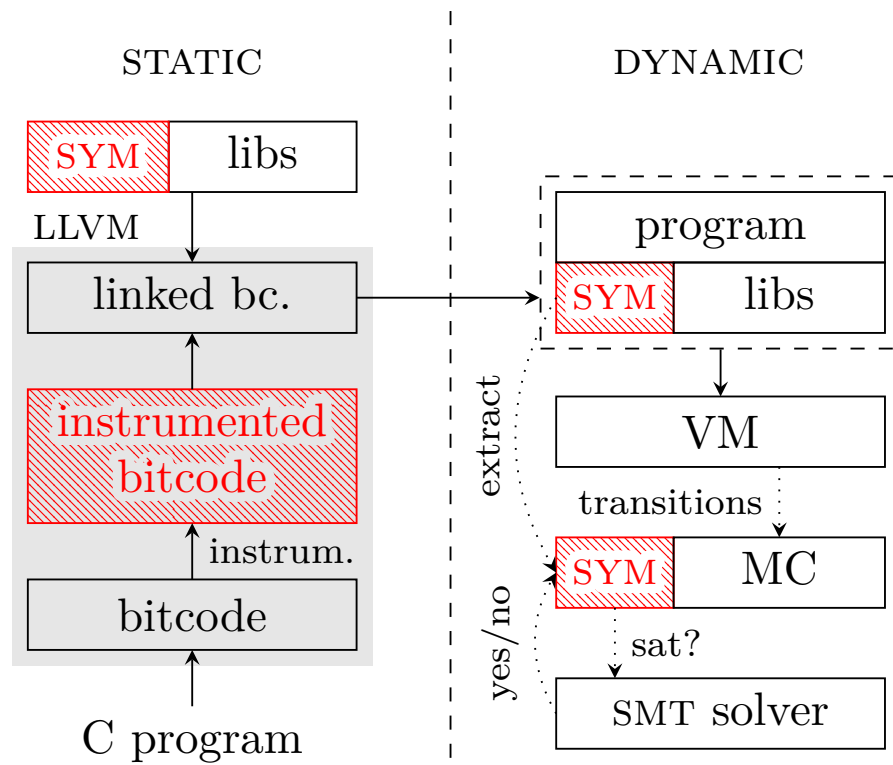 STATIC
SYM libs
LLVM
linked bc.
instrumented
bitcode
instrum.
bitcode
C program
DYNAMIC
program
SYM libs
extract
VM
transitions
SYM MC
yes/no
sat?
SMT solver